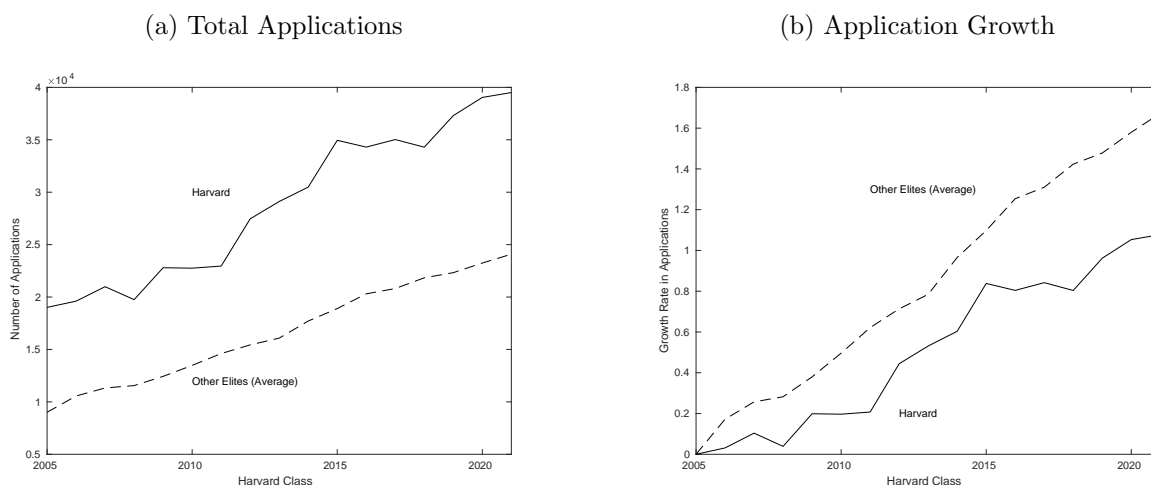 (a) Total Applications
×10⁴
4
3.5
3
2.5
2
1.5
1
0.5
2005
2010
2015
2020
Number of Applications
Harvard Class
Harvard
Other Elites (Average)
(b) Application Growth
1.8
1.6
1.4
1.2
1
0.8
0.6
0.4
0.2
0
2005
2010
2015
2020
Growth Rate in Applications
Harvard Class
Other Elites (Average)
Harvard